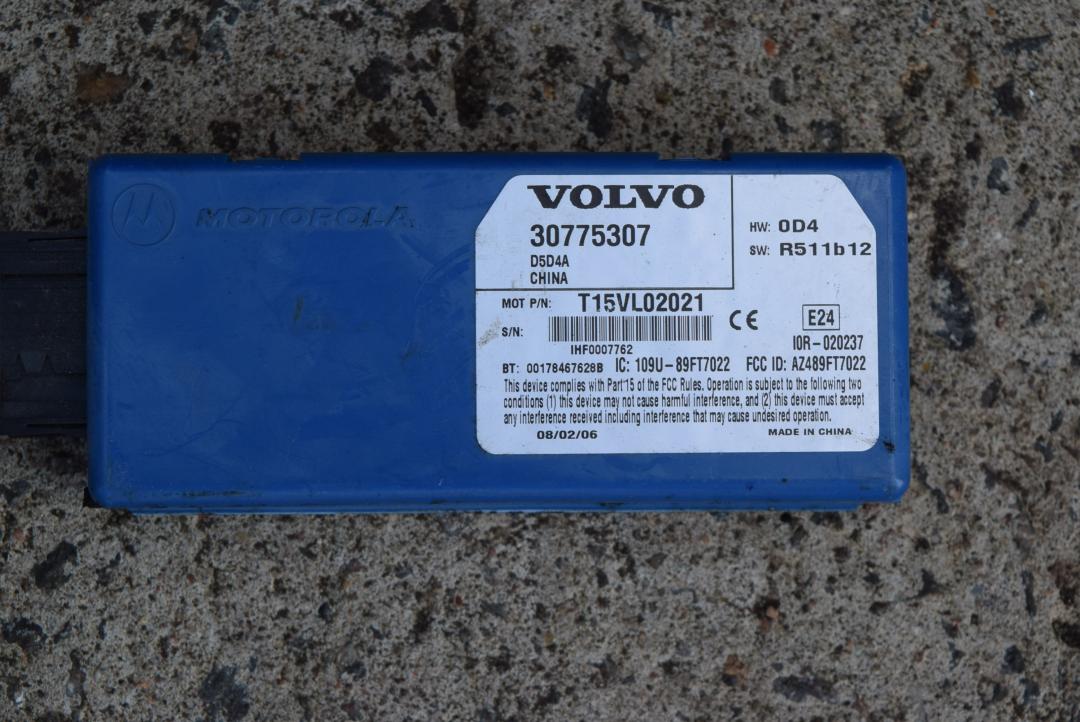 MOTOROLA
VOLVO
30775307
D5D4A
CHINA
HW: 0D4
SW: R511b12
MOT P/N: T15VL02021
S/N:
IHF0007762
CE
E24
IOR-020237
BT: 00178467628B IC: 109U-89FT7022 FCC ID: AZ489FT7022
This device complies with Part 15 of the FCC Rules. Operation is subject to the following two
conditions (1) this device may not cause harmful interference, and (2) this device must accept
any interference received including interference that may cause undesired operation.
08/02/06 MADE IN CHINA